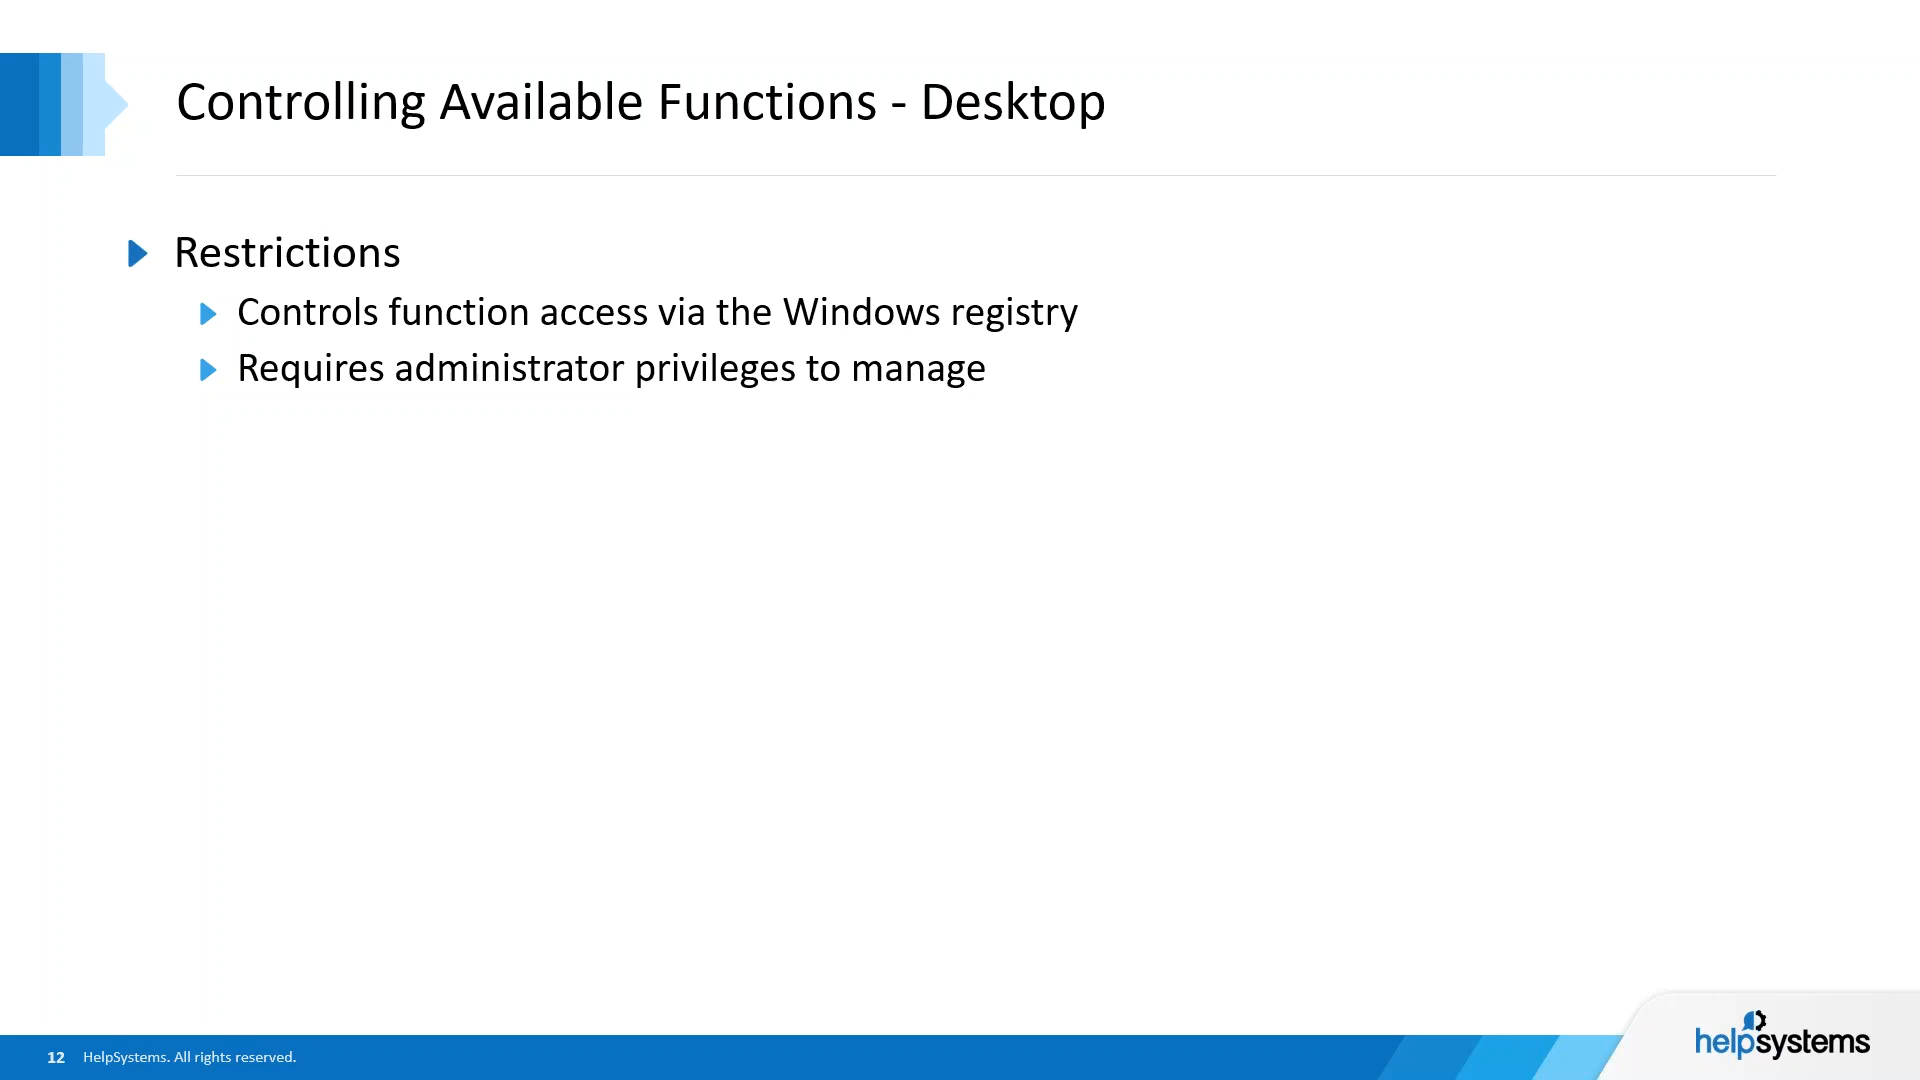 Controlling Available Functions - Desktop
Restrictions
Controls function access via the Windows registry
Requires administrator privileges to manage
12 HelpSystems. All rights reserved.
helpsystems